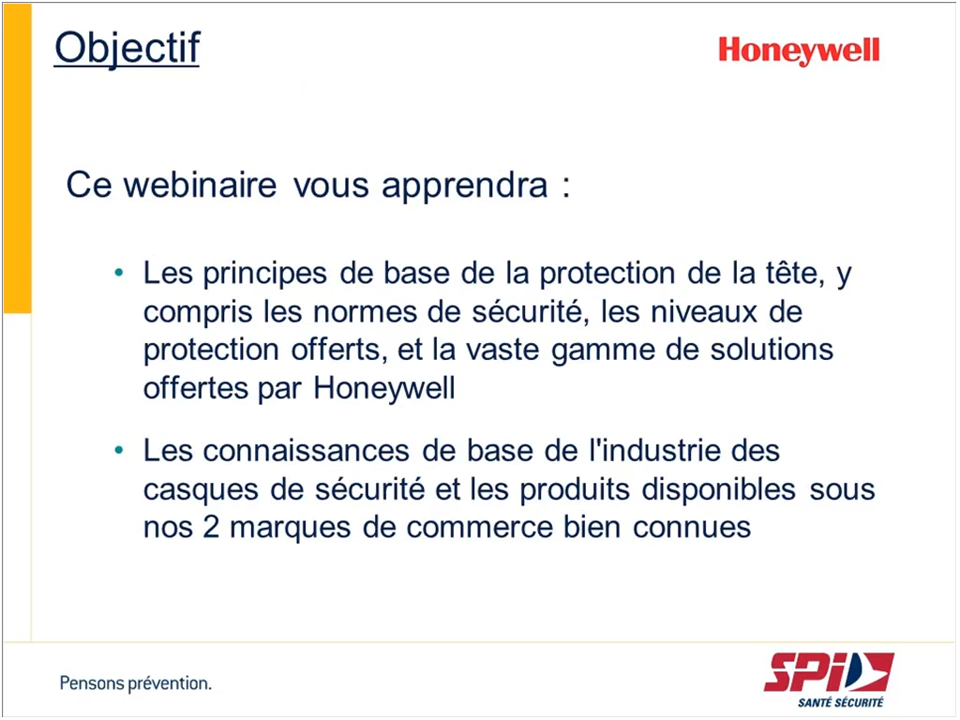 Objectif
Honeywell
Ce webinaire vous apprendra :
• Les principes de base de la protection de la tête, y
compris les normes de sécurité, les niveaux de
protection offerts, et la vaste gamme de solutions
offertes par Honeywell
• Les connaissances de base de l'industrie des
casques de sécurité et les produits disponibles sous
nos 2 marques de commerce bien connues
Pensons prévention.
SPI
SANTÉ SÉCURITÉ